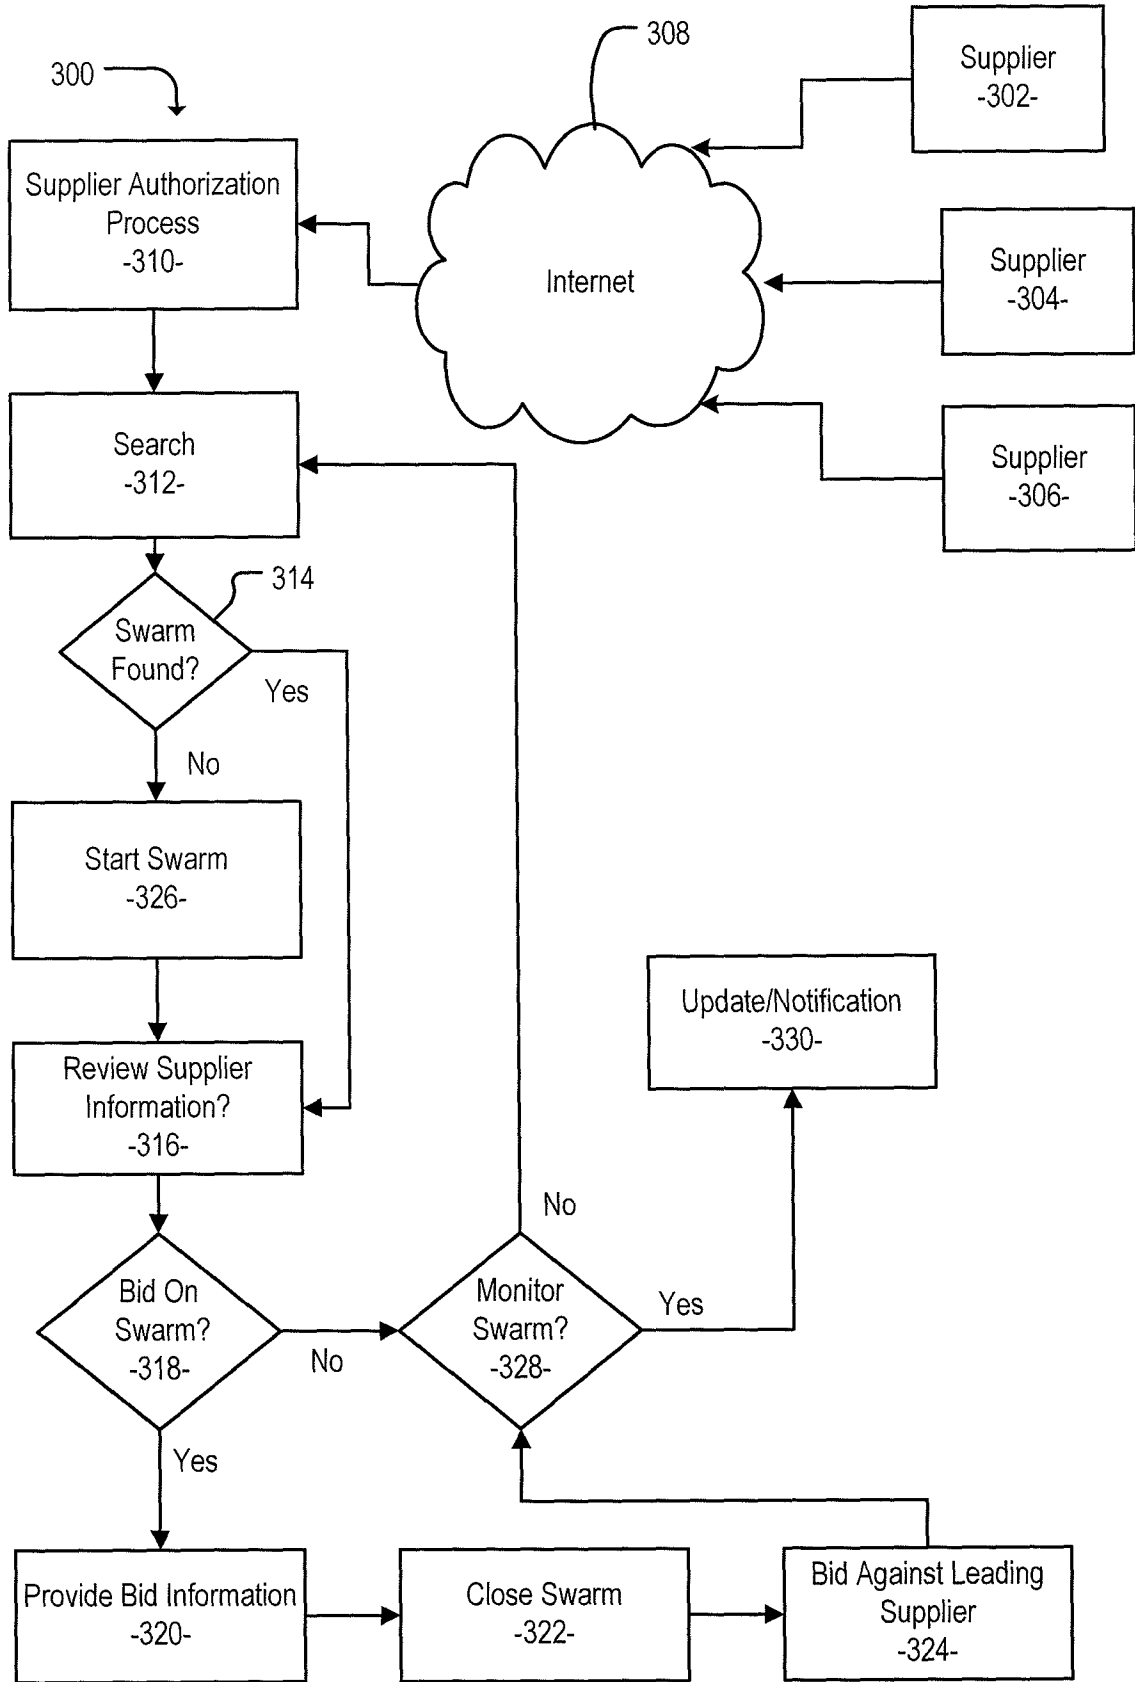 308
300
Supplier
-302-
Supplier Authorization
Process
-310-
Internet
Supplier
-304-
Search
-312-
Supplier
-306-
314
Swarm
Found?
Yes
No
Start Swarm
-326-
Update/Notification
-330-
Review Supplier
Information?
-316-
No
Bid On
Swarm?
-318-
No
Monitor
Swarm?
-328-
Yes
Yes
Provide Bid Information
-320-
Close Swarm
-322-
Bid Against Leading
Supplier
-324-